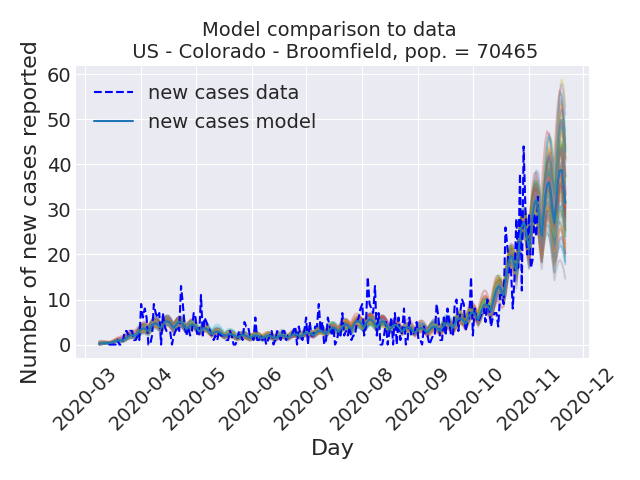 Model comparison to data
US - Colorado - Broomfield, pop. = 70465
Number of new cases reported
60
50
40
30
20
10
0
new cases data
new cases model
2020-03
2020-04
2020-05
2020-06
2020-07
2020-08
2020-09
2020-10
2020-11
2020-12
Day